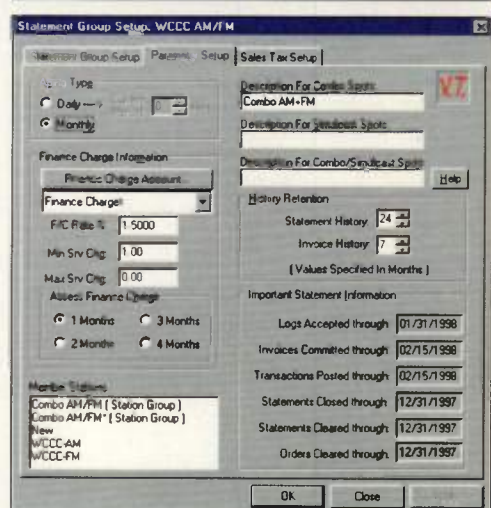 Statement Group Setup. WCCC AM/FM
Group Setup
Setup
Sales Tax Setup
Type
Daily --->
Monthly
Finance Charge Information
Finance Charge Account
Finance Charge
F/C Rate %
1.5000
Min Srv Chg
1.00
Max Srv Chg
0.00
Assess Finance Charge
1 Months
3 Months
2 Months
4 Months
Member Stations
Combo AM/FM ( Station Group )
Combo AM/FM* ( Station Group )
New
WCCC-AM
WCCC-FM
Description For Combo Spots
Combo AM+FM
Description For Simulcast Spots
Description For Combo/Simulcast Spots
V.T.
Help
History Retention
Statement History
24
Invoice History
7
( Values Specified In Months )
Important Statement Information
Logs Accepted through
01/31/1998
Invoices Committed through
02/15/1998
Transactions Posted through
02/15/1998
Statements Closed through
12/31/1997
Statements Cleared through
12/31/1997
Orders Cleared through
12/31/1997
OK
Close